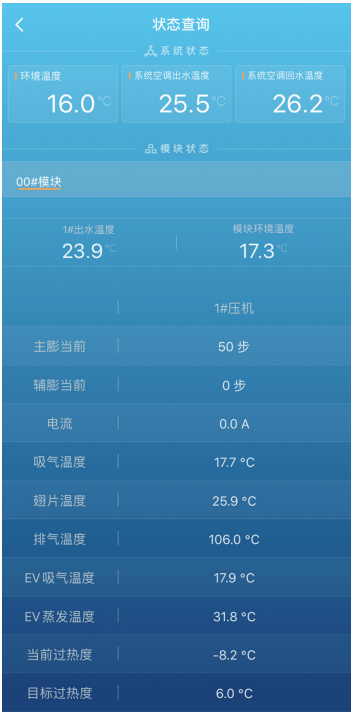 状态查询
系统状态
环境温度 系统空调出水温度 系统空调回水温度
16.0°C 25.5°C 26.2°C
模块状态
00#模块
1#出水温度 模块环境温度
23.9°C 17.3°C
1#压机
主膨当前 50 步
辅膨当前 0 步
电流 0.0 A
吸气温度 17.7 °C
翅片温度 25.9 °C
排气温度 106.0 °C
EV吸气温度 17.9 °C
EV蒸发温度 31.8 °C
当前过热度 -8.2 °C
目标过热度 6.0 °C